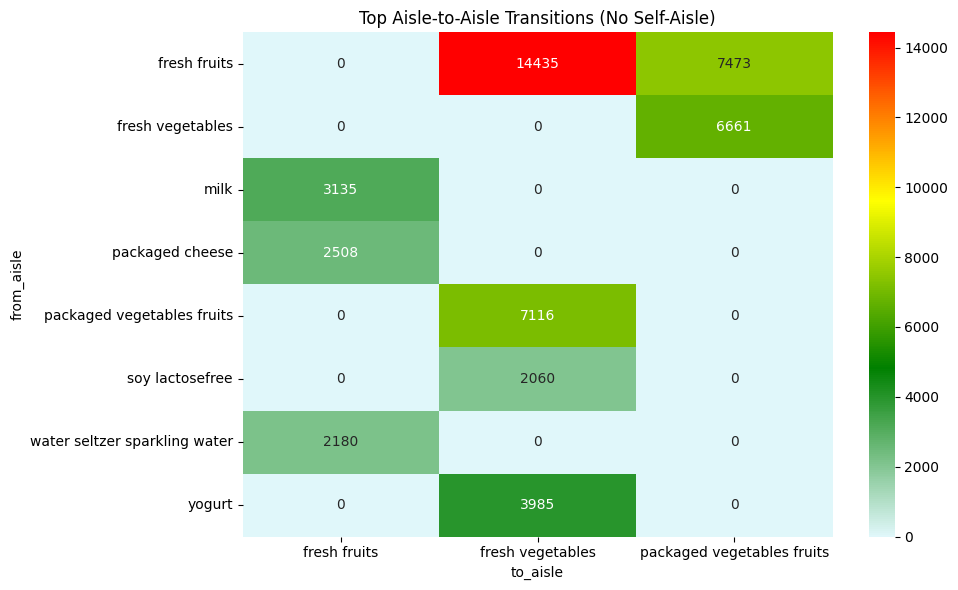 Top Aisle-to-Aisle Transitions (No Self-Aisle)
from_aisle
fresh fruits 0 14435 7473
fresh vegetables 0 0 6661
milk 3135 0 0
packaged cheese 2508 0 0
packaged vegetables fruits 0 7116 0
soy lactosefree 0 2060 0
water seltzer sparkling water 2180 0 0
yogurt 0 3985 0
fresh fruits fresh vegetables packaged vegetables fruits
to_aisle
14000
12000
10000
8000
6000
4000
2000
0